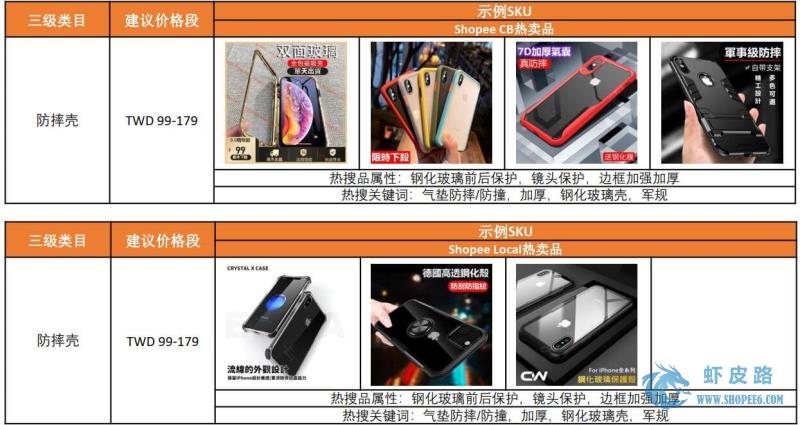 三级类目
建议价格段
示例SKU
Shopee CB热卖品
防摔壳
TWD 99-179
双面玻璃
全包磁吸壳
當天出貨
99
限時下殺
7D加厚氣囊
真防摔
送鋼化膜
軍事級防摔
自带支架
精工設計
多色可選
热搜品属性：钢化玻璃前后保护，镜头保护，边框加强加厚
热搜关键词：气垫防摔/防撞，加厚，钢化玻璃壳，军规
三级类目
建议价格段
示例SKU
Shopee Local热卖品
防摔壳
TWD 99-179
CRYSTAL X CASE
流線的外觀設計
德國高透鋼化殼
防刮防指紋
For iPhone全系列
鋼化玻璃保護殼
热搜品属性：钢化玻璃前后保护，镜头保护，边框加强加厚
热搜关键词：气垫防摔/防撞，加厚，钢化玻璃壳，军规
虾皮路
WWW.SHOPEE6.COM